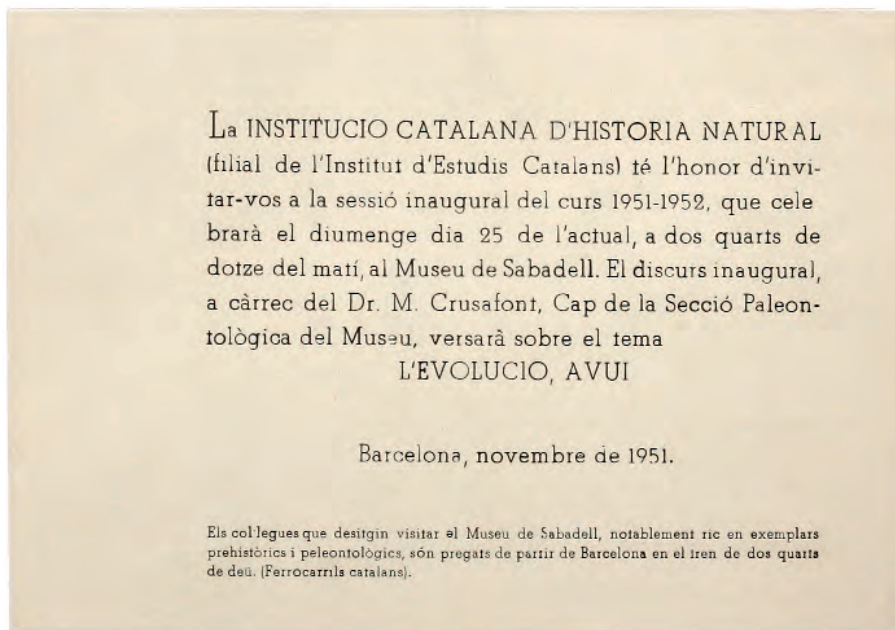 La INSTITUCIO CATALANA D'HISTORIA NATURAL
(filial de l'Institut d'Estudis Catalans) té l'honor d'invi-
tar-vos a la sessió inaugural del curs 1951-1952, que cele
brarà el diumenge dia 25 de l'actual, a dos quarts de
dotze del matí, al Museu de Sabadell. El discurs inaugural,
a càrrec del Dr. M. Crusafont, Cap de la Secció Paleon-
tològica del Museu, versarà sobre el tema
L'EVOLUCIO, AVUI
Barcelona, novembre de 1951.
Els col·legues que desitgin visitar el Museu de Sabadell, notablement ric en exemplars
prehistòrics i peleontològics, són pregats de partir de Barcelona en el tren de dos quarts
de deu. (Ferrocarrils catalans).